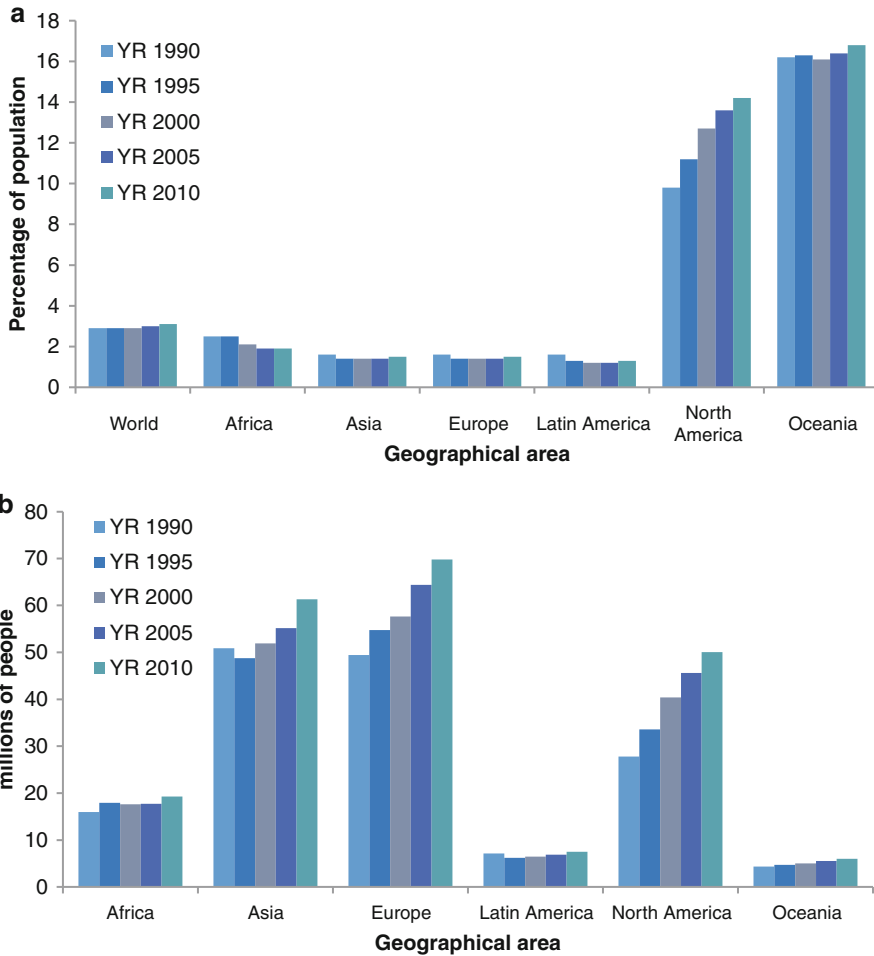 a
Percentage of population
18
16
14
12
10
8
6
4
2
0
YR 1990
YR 1995
YR 2000
YR 2005
YR 2010
World Africa Asia Europe Latin America North America Oceania
Geographical area
b
millions of people
80
70
60
50
40
30
20
10
0
YR 1990
YR 1995
YR 2000
YR 2005
YR 2010
Africa Asia Europe Latin America North America Oceania
Geographical area